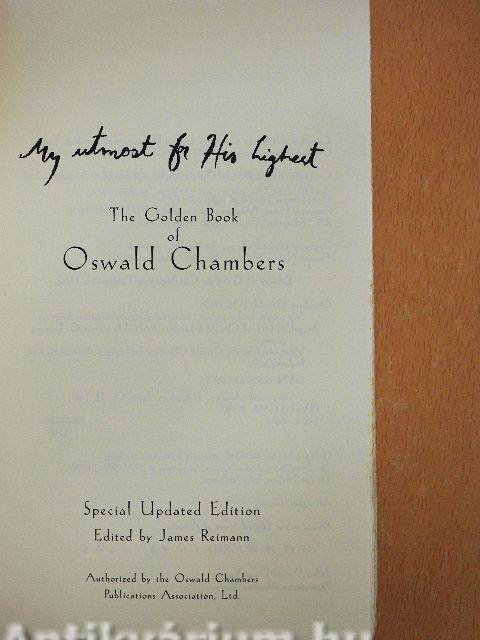 My utmost for His highest
The Golden Book
of
Oswald Chambers
Special Updated Edition
Edited by James Reimann
Authorized by the Oswald Chambers
Publications Association, Ltd.
Antikvárium.hu